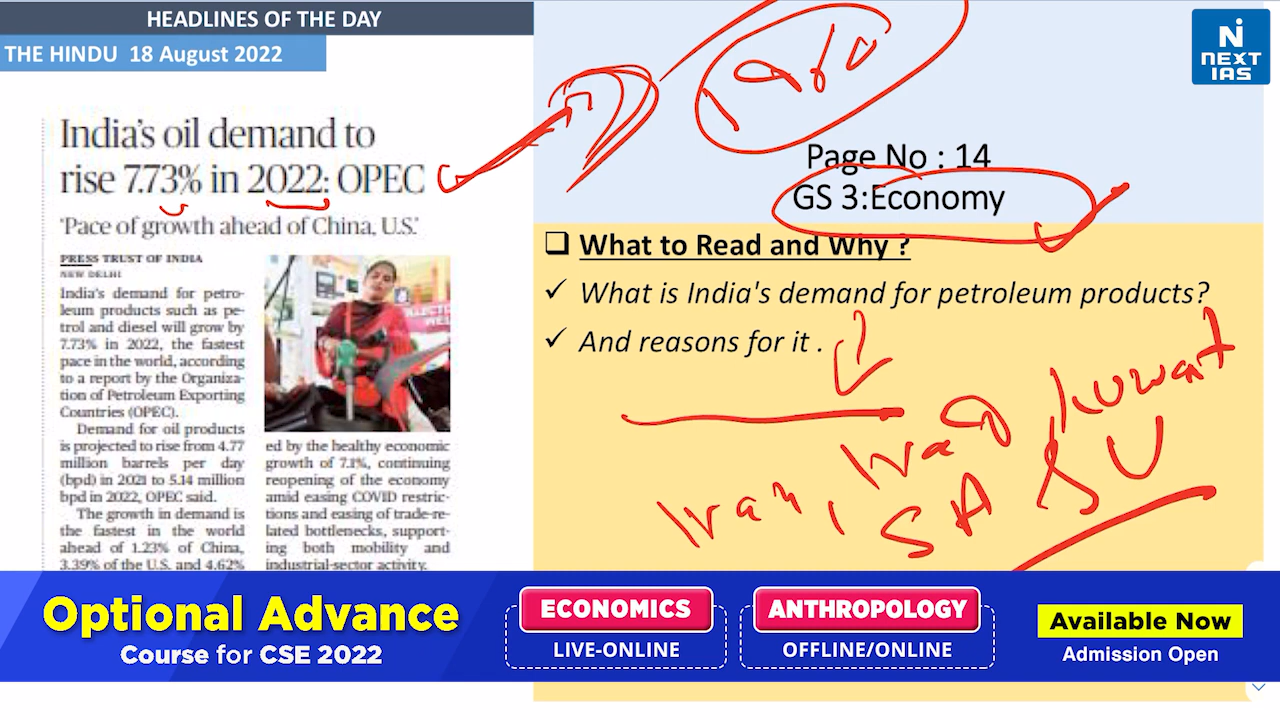 HEADLINES OF THE DAY
THE HINDU 18 August 2022
India's oil demand to
rise 7.73% in 2022: OPEC
'Pace of growth ahead of China, U.S.'
PRESS TRUST OF INDIA
NEW DELHI
India's demand for petro-
leum products such as pe-
trol and diesel will grow by
7.73% in 2022, the fastest
pace in the world, according
to a report by the Organiza-
tion of Petroleum Exporting
Countries (OPEC).
Demand for oil products
is projected to rise from 4.77
million barrels per day
(bpd) in 2021 to 5.14 million
bpd in 2022, OPEC said.
The growth in demand is
the fastest in the world
ahead of 1.23% of China,
3.39% of the U.S. and 4.62%
ed by the healthy economic
growth of 7.1%, continuing
reopening of the economy
amid easing COVID restric-
tions and easing of trade-re-
lated bottlenecks, support-
ing both mobility and
industrial-sector activity.
NEXT
IAS
1960
Page No : 14
GS 3:Economy
What to Read and Why ?
What is India's demand for petroleum products?
And reasons for it .
Iran, Iraq Kuwait
SA
Optional Advance
Course for CSE 2022
ECONOMICS
LIVE-ONLINE
ANTHROPOLOGY
OFFLINE/ONLINE
Available Now
Admission Open